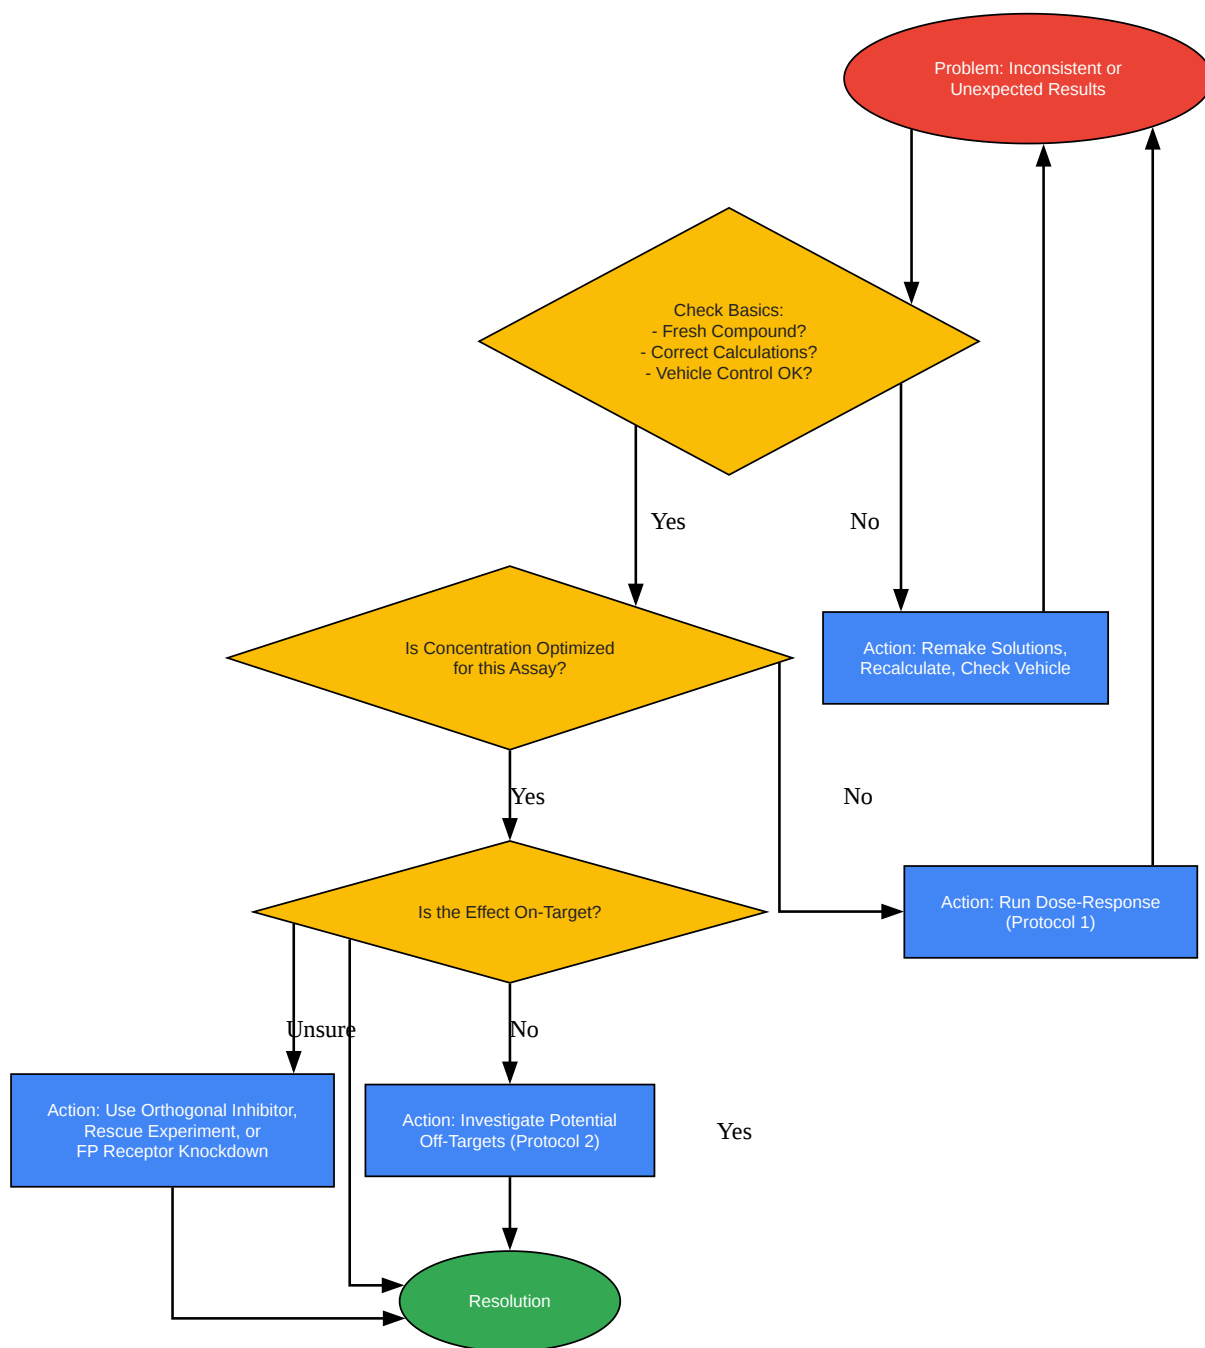 Problem: Inconsistent or
Unexpected Results
Check Basics:
- Fresh Compound?
- Correct Calculations?
- Vehicle Control OK?
Yes
No
Is Concentration Optimized
for this Assay?
Action: Remake Solutions,
Recalculate, Check Vehicle
Yes
No
Is the Effect On-Target?
Action: Run Dose-Response
(Protocol 1)
Unsure
No
Yes
Action: Use Orthogonal Inhibitor,
Rescue Experiment, or
FP Receptor Knockdown
Action: Investigate Potential
Off-Targets (Protocol 2)
Resolution